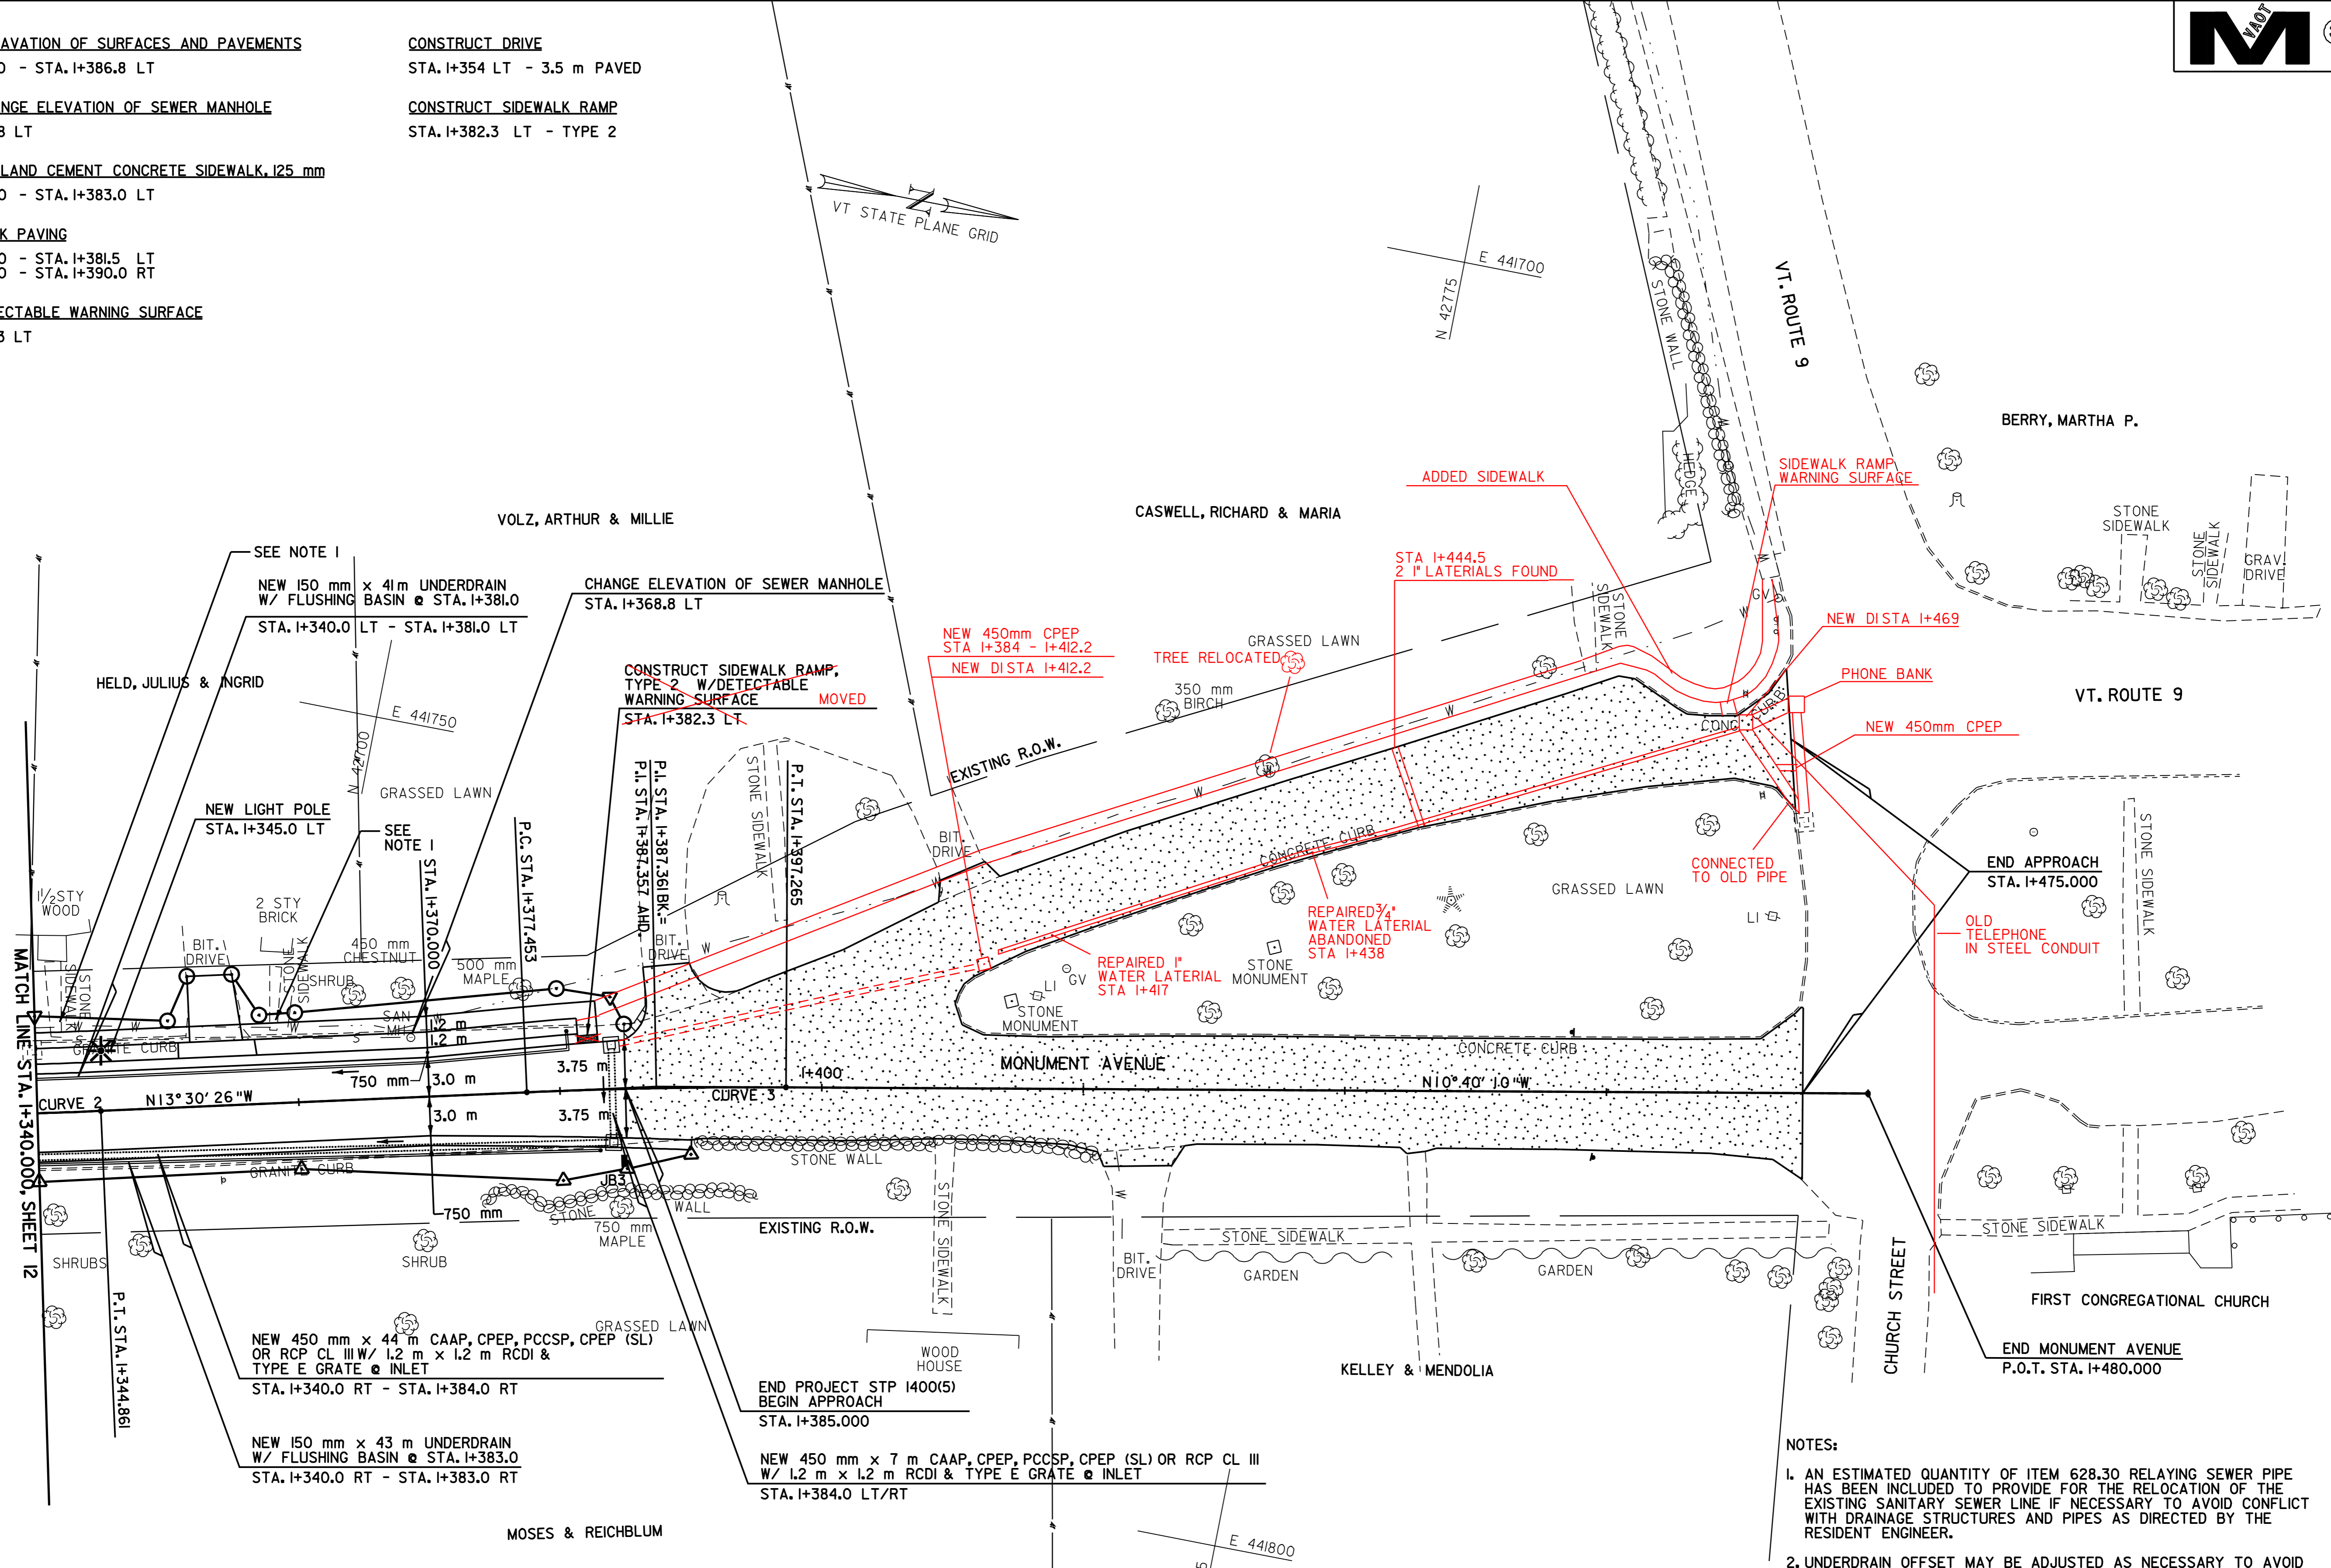 AVATION OF SURFACES AND PAVEMENTS
0 - STA. 1+386.8 LT
NGE ELEVATION OF SEWER MANHOLE
8 LT
LAND CEMENT CONCRETE SIDEWALK, 125 mm
0 - STA. 1+383.0 LT
K PAVING
0 - STA. 1+381.5 LT
0 - STA. 1+390.0 RT
ECTABLE WARNING SURFACE
3 LT
CONSTRUCT DRIVE
STA. 1+354 LT - 3.5 m PAVED
CONSTRUCT SIDEWALK RAMP
STA. 1+382.3 LT - TYPE 2
VAOT
M
Z
VT STATE PLANE GRID
E 441700
N 42775
STONE WALL
HEDGE
VT. ROUTE 9
BERRY, MARTHA P.
STONE
SIDEWALK
STONE
SIDEWALK
GRAV.
DRIVE
VOLZ, ARTHUR & MILLIE
CASWELL, RICHARD & MARIA
ADDED SIDEWALK
SIDEWALK RAMP
WARNING SURFACE
STA 1+444.5
2 1" LATERIALS FOUND
SEE NOTE 1
NEW 150 mm x 41 m UNDERDRAIN
W/ FLUSHING BASIN @ STA. 1+381.0
STA. 1+340.0 LT - STA. 1+381.0 LT
CHANGE ELEVATION OF SEWER MANHOLE
STA. 1+368.8 LT
HELD, JULIUS & INGRID
E 441750
N 42700
GRASSED LAWN
CONSTRUCT SIDEWALK RAMP,
TYPE 2 W/DETECTABLE
WARNING SURFACE
MOVED
STA. 1+382.3 LT
NEW 450mm CPEP
STA 1+384 - 1+412.2
NEW DI STA 1+412.2
GRASSED LAWN
TREE RELOCATED
350 mm
BIRCH
STONE
SIDEWALK
GV
NEW DI STA 1+469
PHONE BANK
VT. ROUTE 9
NEW 450mm CPEP
CONC
CURB
EXISTING R.O.W.
NEW LIGHT POLE
STA. 1+345.0 LT
SEE
NOTE 1
STA. 1+370.000
P.C. STA. 1+377.453
P.I. STA. 1+387.357 AHD.
P.I. STA. 1+387.361 BK.=
STONE SIDEWALK
P.T. STA. 1+397.265
BIT.
DRIVE
BIT.
DRIVE
CONCRETE CURB
CONNECTED
TO OLD PIPE
GRASSED LAWN
END APPROACH
STA. 1+475.000
STONE SIDEWALK
LI
OLD
TELEPHONE
IN STEEL CONDUIT
REPAIRED 3/4"
WATER LATERIAL
ABANDONED
STA 1+438
REPAIRED 1"
WATER LATERIAL
STA 1+417
STONE
MONUMENT
GV
LI
STONE
MONUMENT
1 1/2 STY
WOOD
2 STY
BRICK
BIT.
DRIVE
STONE
SIDEWALK
STONE
SIDEWALK
450 mm
CHESTNUT
SHRUB
500 mm
MAPLE
SAN
MH
1.2 m
1.2 m
GRANITE CURB
750 mm
3.0 m
3.75 m
1+400
MONUMENT AVENUE
CONCRETE CURB
N10° 40' 10"W
CURVE 2
N13° 30' 26"W
CURVE 3
3.0 m
3.75 m
GRANITE CURB
JB3
STONE WALL
750 mm
STONE
WALL
750 mm
MAPLE
EXISTING R.O.W.
STONE SIDEWALK
BIT.
DRIVE
STONE SIDEWALK
GARDEN
GARDEN
STONE SIDEWALK
CHURCH STREET
FIRST CONGREGATIONAL CHURCH
MATCH LINE STA. 1+340.000, SHEET 12
SHRUBS
SHRUB
P.T. STA. 1+344.861
GRASSED LAWN
WOOD
HOUSE
KELLEY & MENDOLIA
END MONUMENT AVENUE
P.O.T. STA. 1+480.000
NEW 450 mm x 44 m CAAP, CPEP, PCCSP, CPEP (SL)
OR RCP CL III W/ 1.2 m x 1.2 m RCDI &
TYPE E GRATE @ INLET
STA. 1+340.0 RT - STA. 1+384.0 RT
END PROJECT STP 1400(5)
BEGIN APPROACH
STA. 1+385.000
NEW 150 mm x 43 m UNDERDRAIN
W/ FLUSHING BASIN @ STA. 1+383.0
STA. 1+340.0 RT - STA. 1+383.0 RT
NEW 450 mm x 7 m CAAP, CPEP, PCCSP, CPEP (SL) OR RCP CL III
W/ 1.2 m x 1.2 m RCDI & TYPE E GRATE @ INLET
STA. 1+384.0 LT/RT
MOSES & REICHBLUM
E 441800
NOTES:
1. AN ESTIMATED QUANTITY OF ITEM 628.30 RELAYING SEWER PIPE
HAS BEEN INCLUDED TO PROVIDE FOR THE RELOCATION OF THE
EXISTING SANITARY SEWER LINE IF NECESSARY TO AVOID CONFLICT
WITH DRAINAGE STRUCTURES AND PIPES AS DIRECTED BY THE
RESIDENT ENGINEER.
2. UNDERDRAIN OFFSET MAY BE ADJUSTED AS NECESSARY TO AVOID